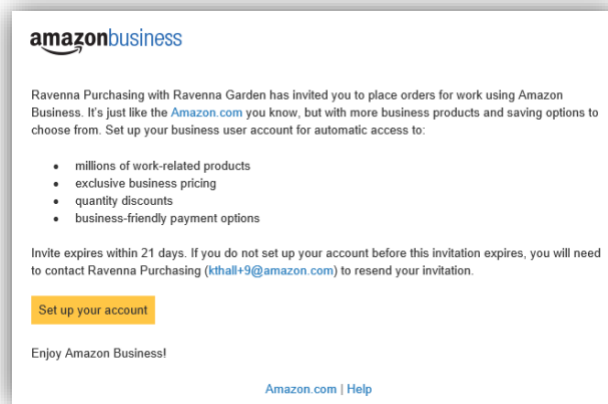 amazonbusiness
Ravenna Purchasing with Ravenna Garden has invited you to place orders for work using Amazon
Business. It's just like the Amazon.com you know, but with more business products and saving options to
choose from. Set up your business user account for automatic access to:
• millions of work-related products
• exclusive business pricing
• quantity discounts
• business-friendly payment options
Invite expires within 21 days. If you do not set up your account before this invitation expires, you will need
to contact Ravenna Purchasing (kthall+9@amazon.com) to resend your invitation.
Set up your account
Enjoy Amazon Business!
Amazon.com | Help